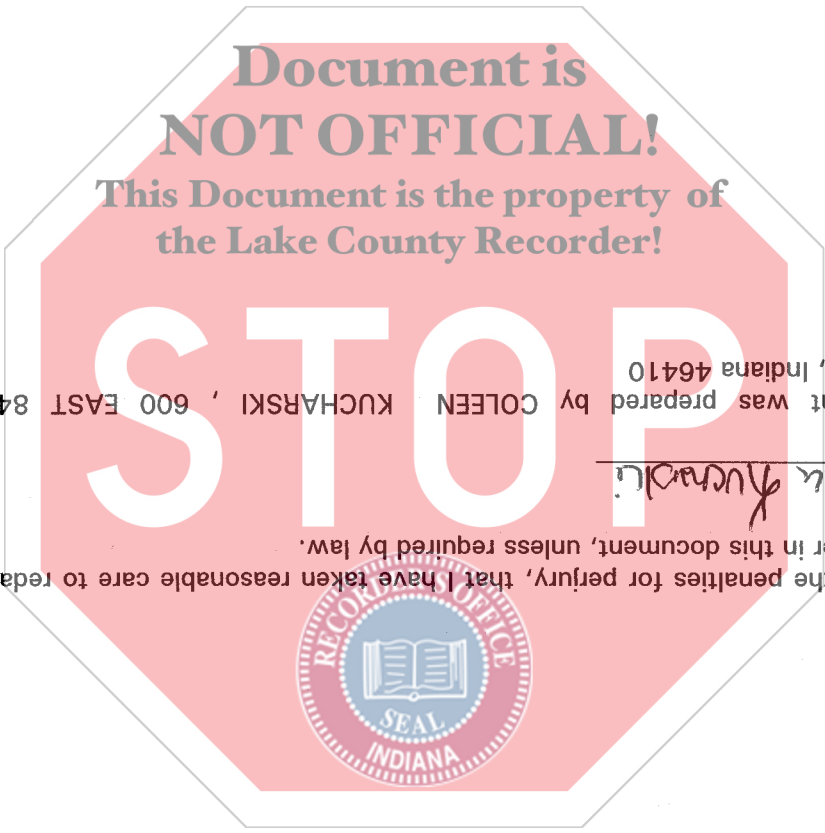 Document is
NOT OFFICIAL!
This Document is the property of
the Lake County Recorder!
STOP
he penalties for perjury, that I have taken reasonable care to reda
er in this document, unless required by law.
Kucharski
t was prepared by COLEEN KUCHARSKI , 600 EAST 84
, Indiana 46410
RECORDER'S OFFICE
SEAL
INDIANA